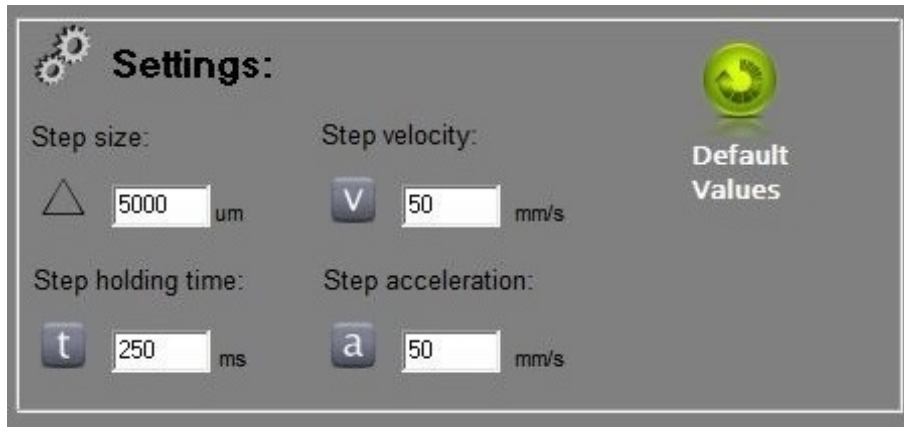 Settings:
Step size: Step velocity:
5000 um v 50 mm/s
Default
Values
Step holding time: Step acceleration:
t 250 ms a 50 mm/s